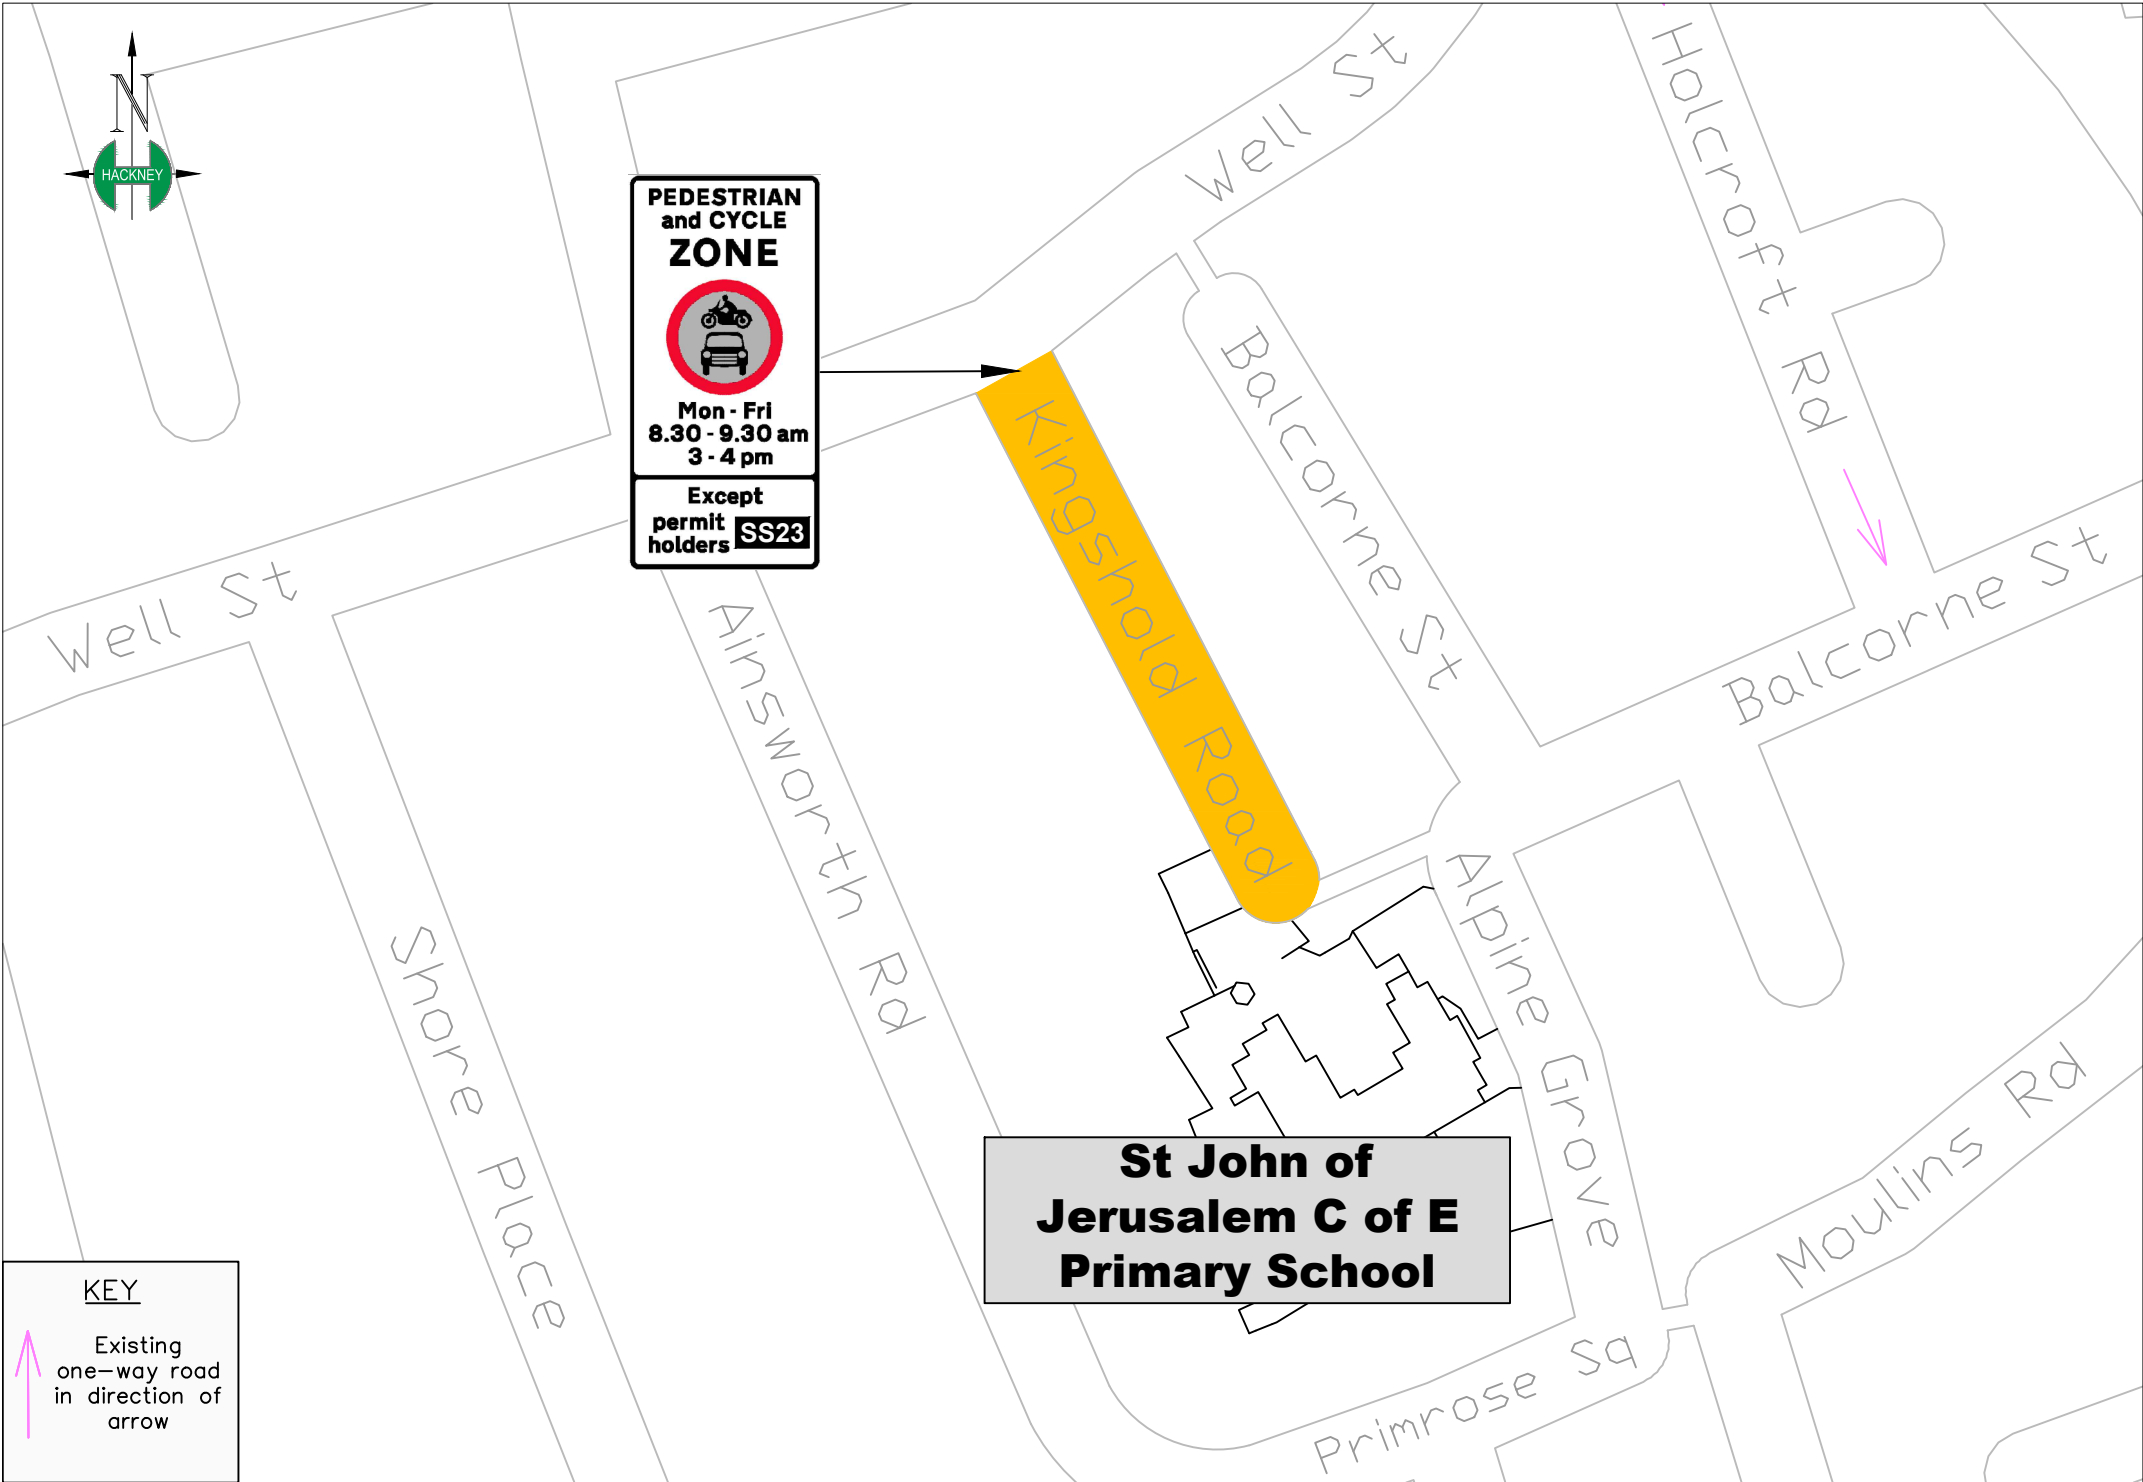 N
HACKNEY
PEDESTRIAN
and CYCLE
ZONE
Mon - Fri
8.30 - 9.30 am
3 - 4 pm
Except
permit
holders
SS23
Well St
Well St
Holcroft Rd
Balcorne St
Balcorne St
Kingshold Road
Ainsworth Rd
Shore Place
Alpine Grove
Moulins Rd
Primrose Sq
St John of
Jerusalem C of E
Primary School
KEY
Existing
one-way road
in direction of
arrow